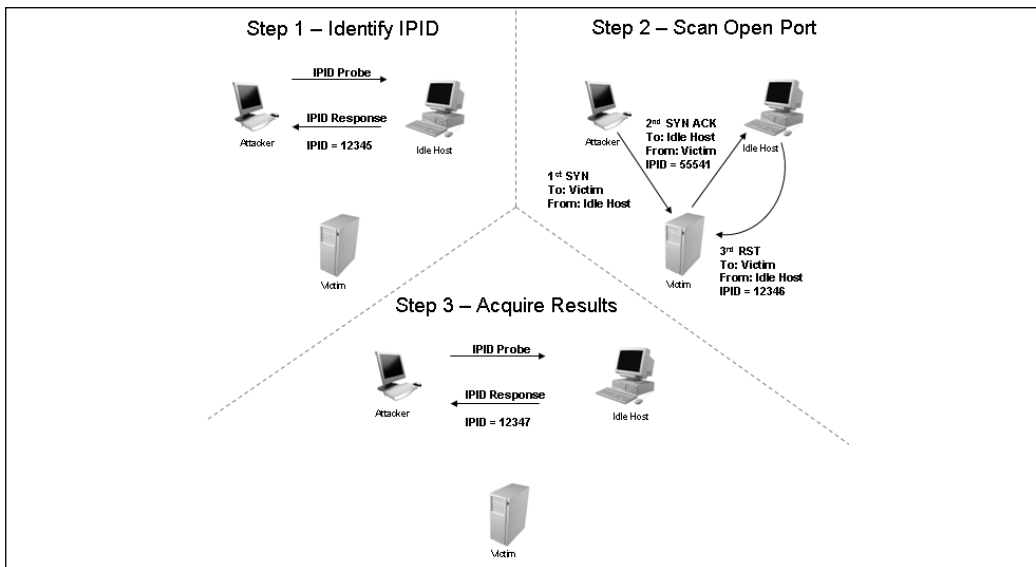 Step 1 – Identify IPID
IPID Probe
IPID Response
IPID = 12345
Attacker
Idle Host
Victim
Step 2 – Scan Open Port
Attacker
Idle Host
2nd SYN ACK
To: Idle Host
From: Victim
IPID = 55541
1st SYN
To: Victim
From: Idle Host
3rd RST
To: Victim
From: Idle Host
IPID = 12346
Victim
Step 3 – Acquire Results
IPID Probe
IPID Response
IPID = 12347
Attacker
Idle Host
Victim